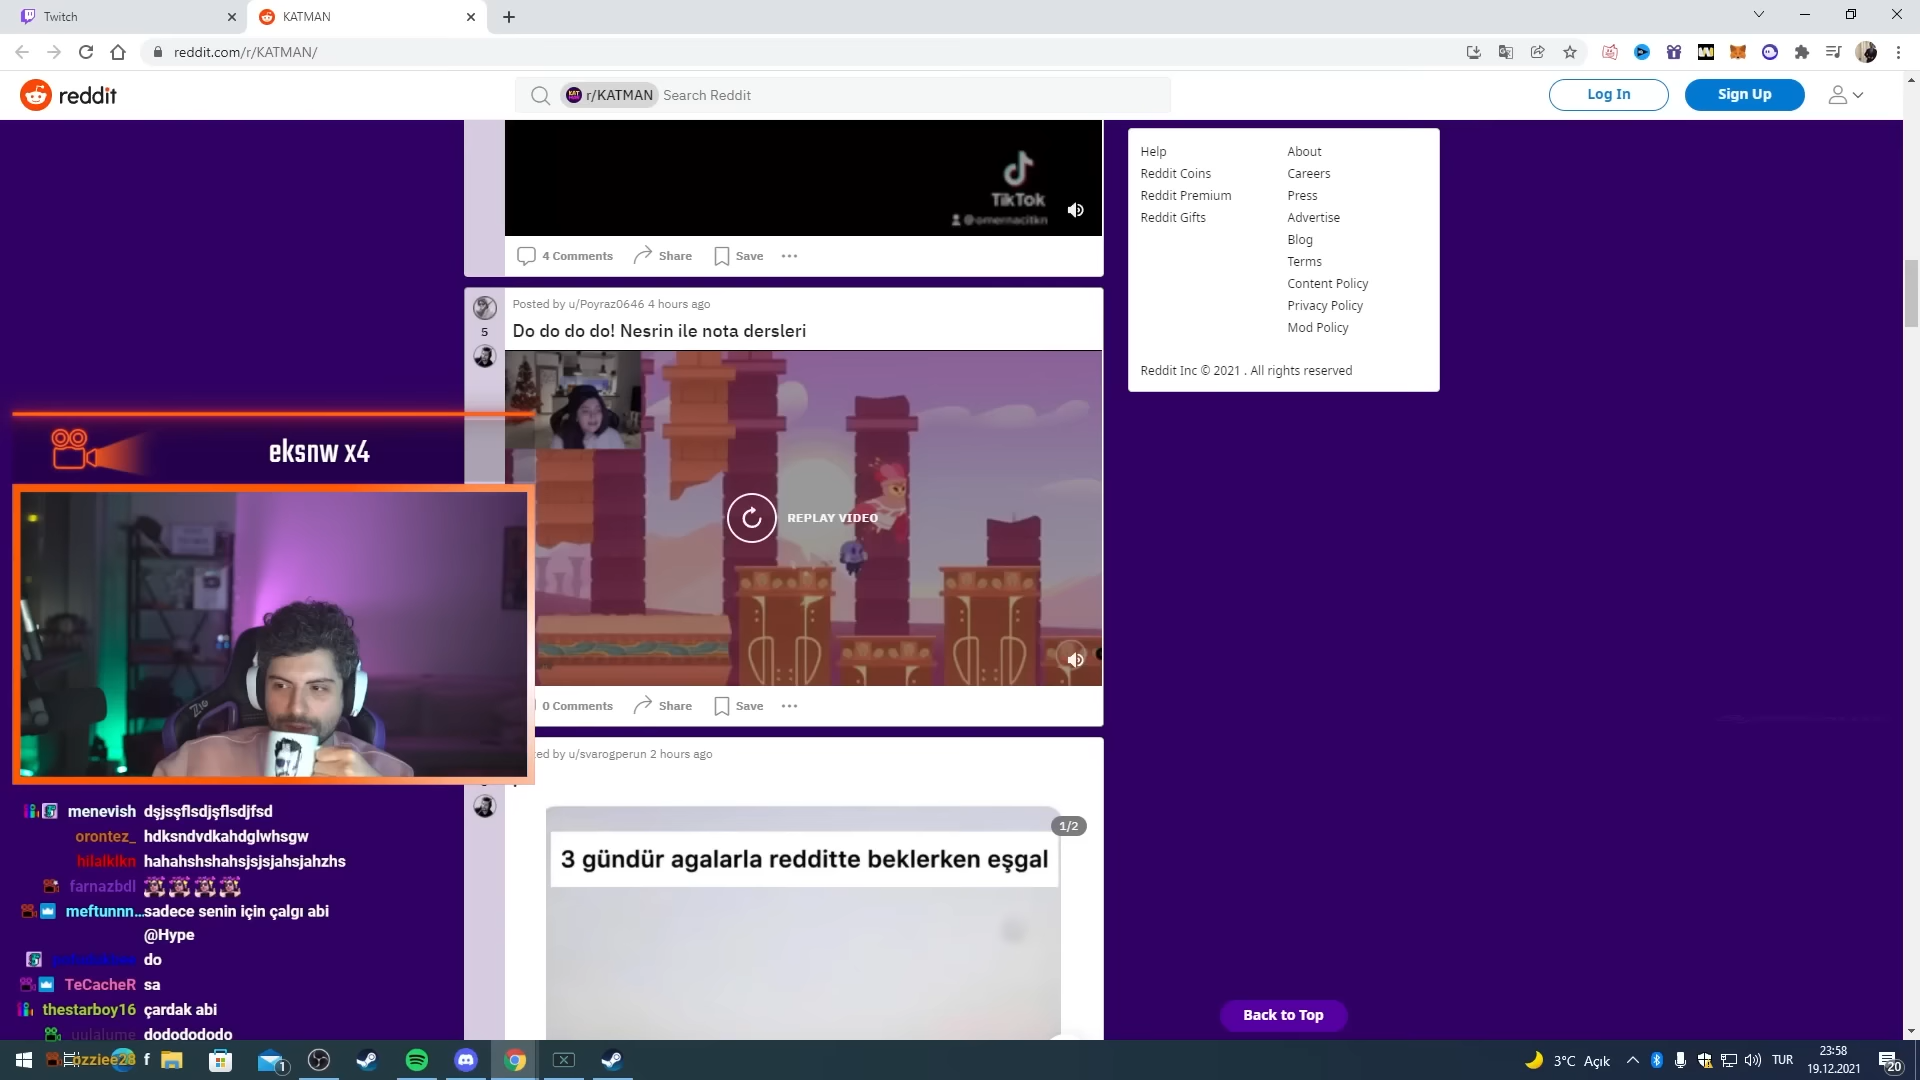 Twitch
KATMAN
reddit.com/r/KATMAN/
reddit
r/KATMAN
Search Reddit
Log In
Sign Up
TikTok
4 Comments
Share
Save
Help
About
Reddit Coins
Careers
Reddit Premium
Press
Reddit Gifts
Advertise
Blog
Terms
Content Policy
Privacy Policy
Mod Policy
Reddit Inc © 2021 . All rights reserved
Posted by u/Poyraz0646 4 hours ago
5
Do do do do! Nesrin ile nota dersleri
REPLAY VIDEO
0 Comments
Share
Save
eksnw x4
ed by u/svarogperun 2 hours ago
1/2
3 gündür agalarla redditte beklerken eşgal
menevish dşjsşflsdjşflsdjfsd
orontez_ hdksndvdkahdglwhsgw
hilalklkn hahahshshahsjsjsjahsjahzhs
farnazbdl
meftunnn... sadece senin için çalgı abi
@Hype
do
TeCacheR sa
thestarboy16 çardak abi
uulalume dododododo
pzziee28 f
Back to Top
1
3°C Açık
TUR
23:58
19.12.2021
20